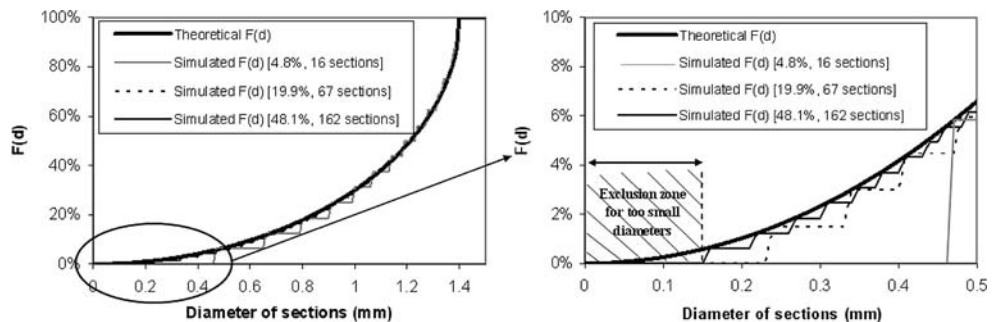 100%
80%
60%
40%
20%
0%
F(d)
Theoretical F(d)
Simulated F(d) [4.8%, 16 sections]
Simulated F(d) [19.9%, 67 sections]
Simulated F(d) [48.1%, 162 sections]
0 0.2 0.4 0.6 0.8 1 1.2 1.4
Diameter of sections (mm)
10%
8%
6%
4%
2%
0%
F(d)
Theoretical F(d)
Simulated F(d) [4.8%, 16 sections]
Simulated F(d) [19.9%, 67 sections]
Simulated F(d) [48.1%, 162 sections]
Exclusion zone
for too small
diameters
0 0.1 0.2 0.3 0.4 0.5
Diameter of sections (mm)